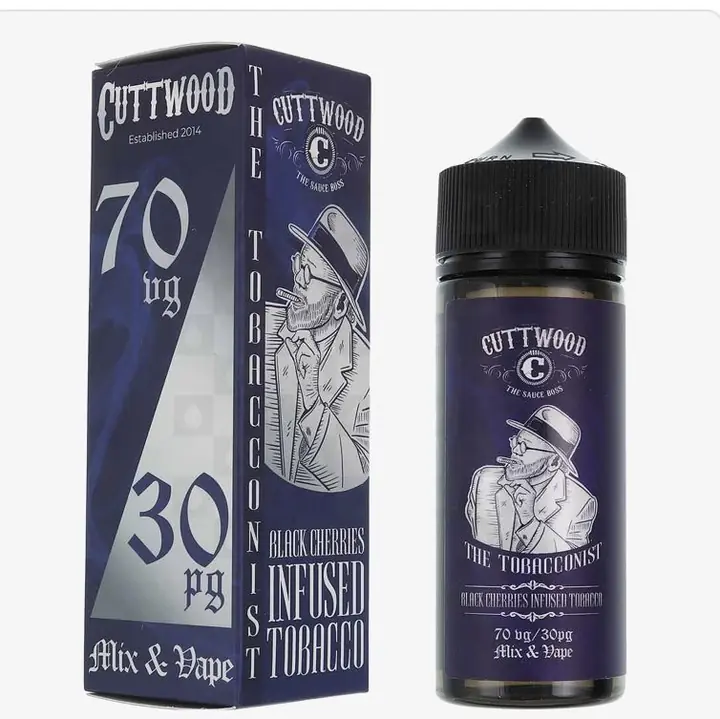 CUTTWOOD
Established 2014
70
vg
30
pg
Mix & Vape
THE TOBACCONIST
CUTTWOOD
C
THE SAUCE BOSS
BLACK CHERRIES
INFUSED
TOBACCO
CUTTWOOD
C
THE SAUCE BOSS
THE TOBACCONIST
BLACK CHERRIES INFUSED TOBACCO
70 vg/30pg
Mix & Vape